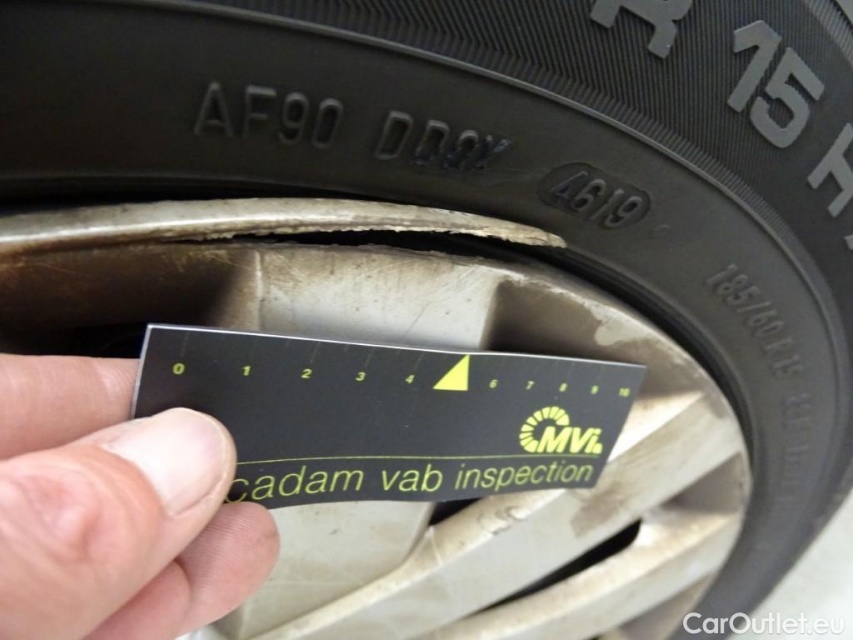 R 15 H
AF90
4619
185/60 R 15
0 1 2 3 4 6 7 8 9 10
MVi
cadam vab inspection
CarOutlet.eu